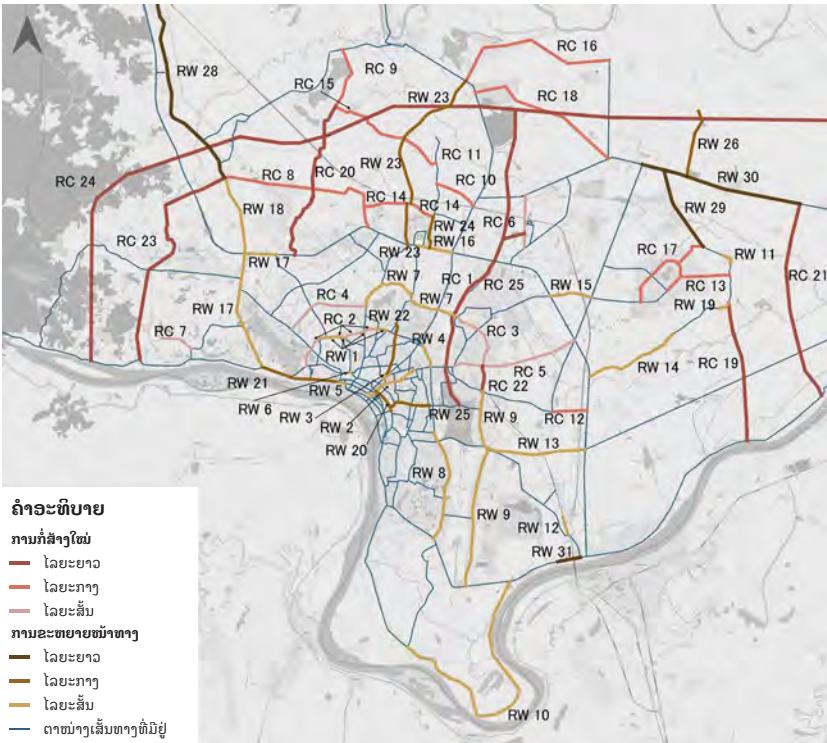 RC 16
RW 28
RC 9
RC 15
RW 23
RC 18
RW 26
RC 11
RW 23
RC 20
RC 8
RC 24
RC 10
RW 30
RW 18
RC 14
RC 14
RW 29
RW 24
RC 6
RW 16
RC 23
RW 23
RC 17
RW 11
RW 17
RW 7
RC 1
RC 25
RW 15
RC 13
RC 21
RC 4
RW 7
RW 17
RW 19
RC 2
RW 22
RC 3
RC 7
RW 4
RW 1
RC 5
RW 14
RC 19
RW 21
RW 5
RC 22
RW 6
RW 3
RW 25
RW 9
RC 12
RW 2
RW 20
RW 13
RW 8
RW 9
RW 12
RW 31
RW 10
ຄຳອະທິບາຍ
ການກໍ່ສ້າງໃໝ່
ໄລຍະຍາວ
ໄລຍະກາງ
ໄລຍະສັ້ນ
ການຂະຫຍາຍໜ້າທາງ
ໄລຍະຍາວ
ໄລຍະກາງ
ໄລຍະສັ້ນ
ຕາໜ່າງເສັ້ນທາງທີ່ມີຢູ່